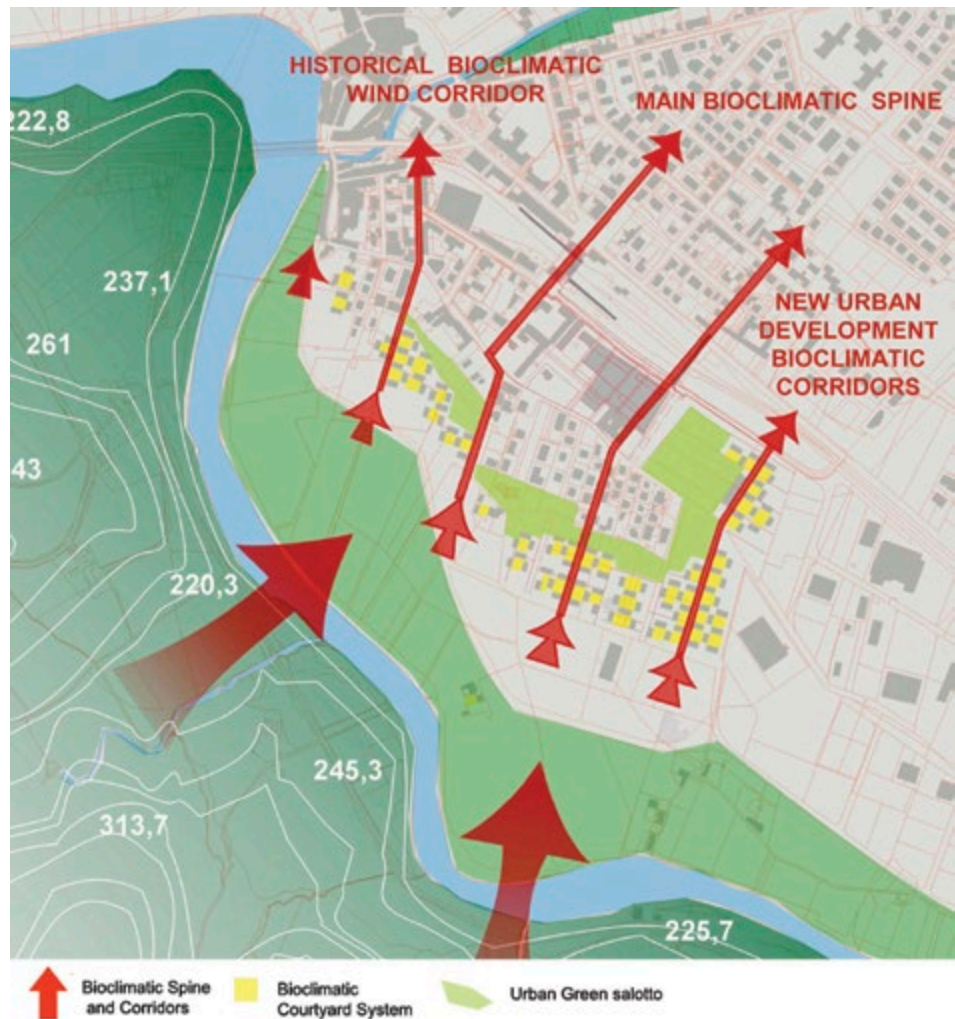 HISTORICAL BIOCLIMATIC
WIND CORRIDOR
MAIN BIOCLIMATIC SPINE
222,8
237,1
NEW URBAN
DEVELOPMENT
BIOCLIMATIC
CORRIDORS
261
43
220,3
245,3
313,7
225,7
Bioclimatic Spine
and Corridors
Bioclimatic
Courtyard System
Urban Green salotto